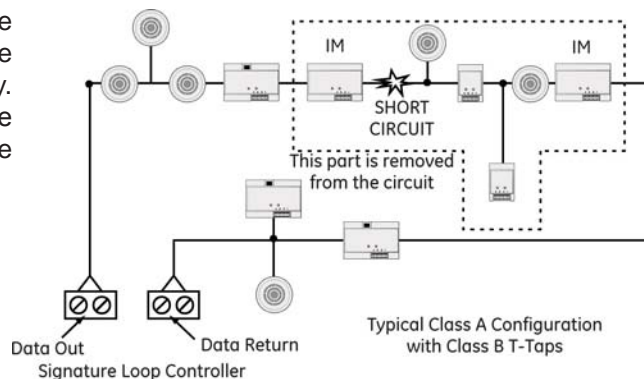 e
e
y.
e
e
IM
IM
SHORT
CIRCUIT
This part is removed
from the circuit
Data Out
Data Return
Signature Loop Controller
Typical Class A Configuration
with Class B T-Taps